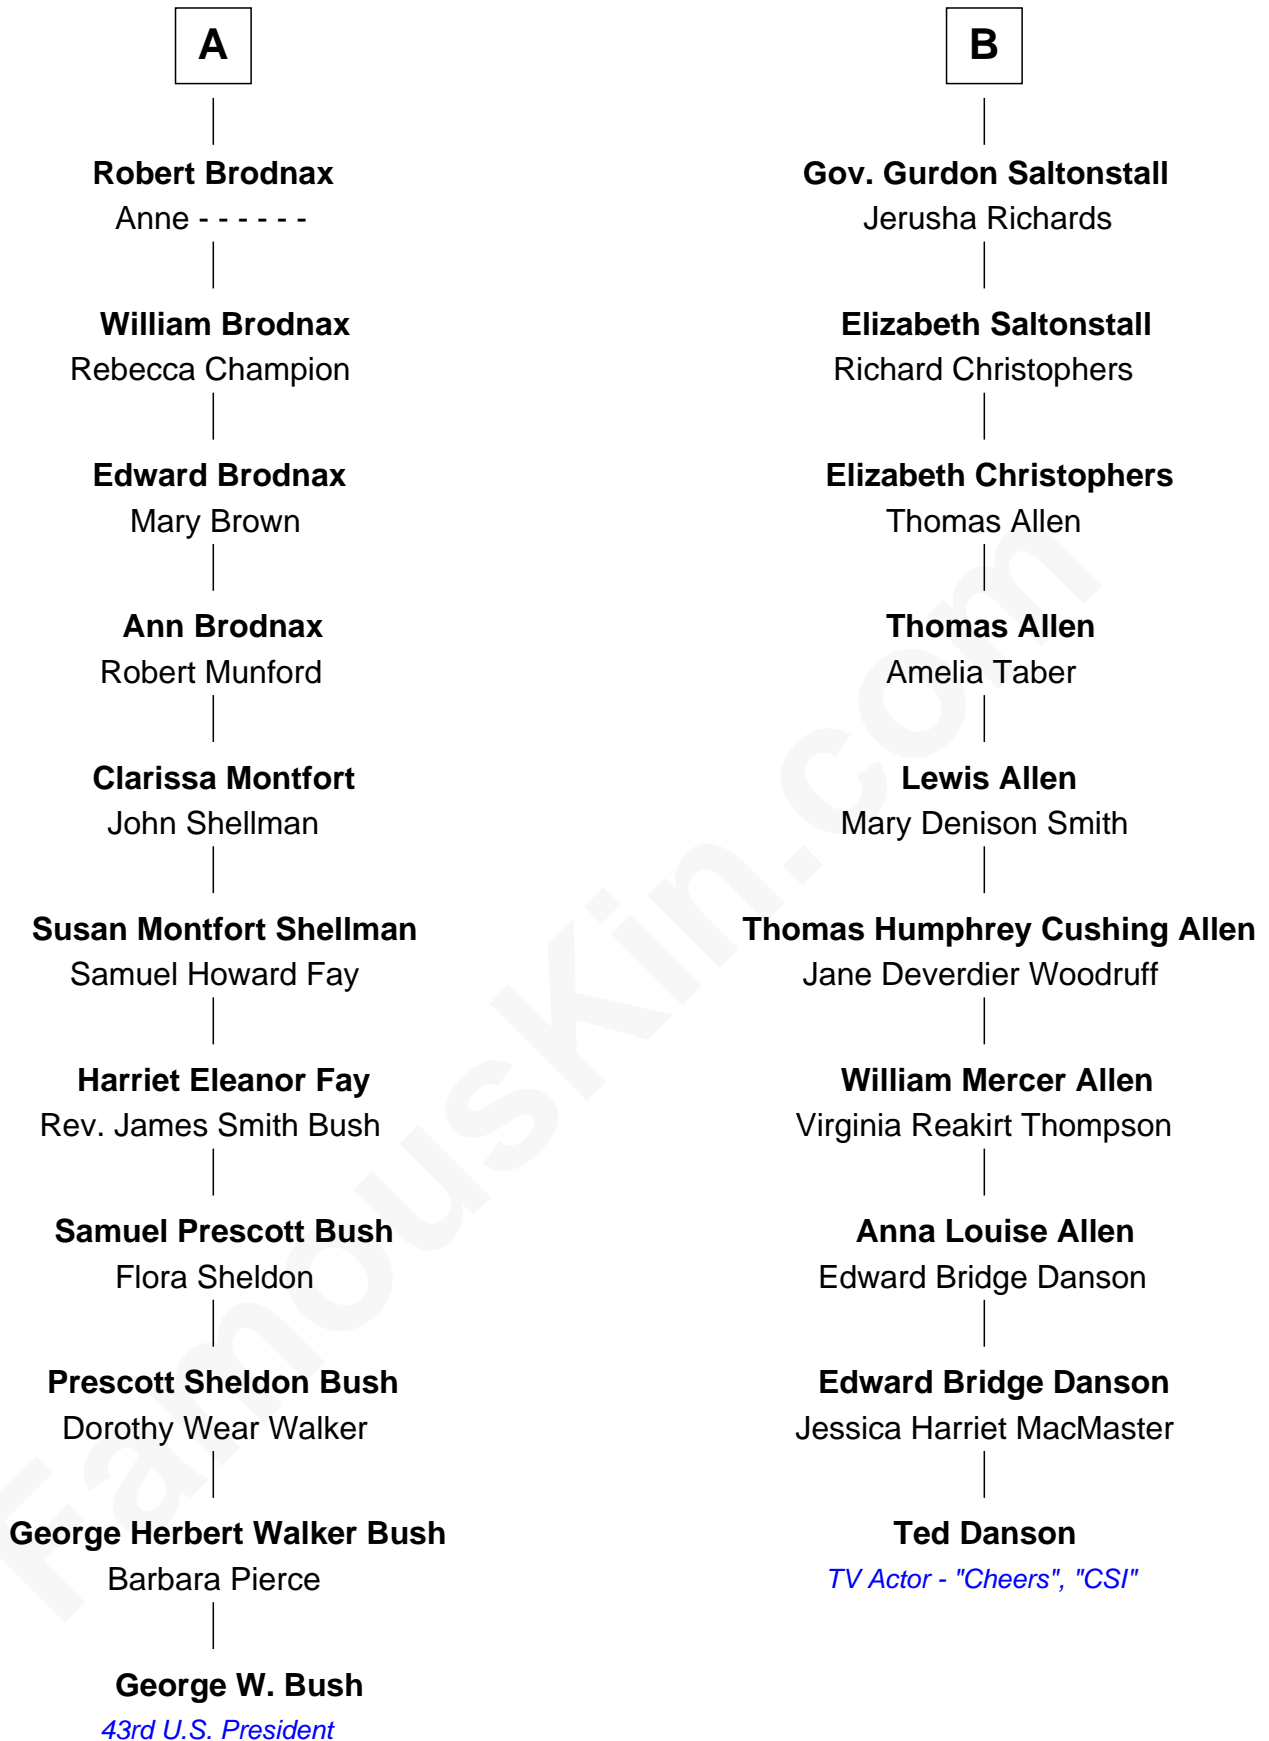 A
Robert Brodnax
Anne - - - - - -
William Brodnax
Rebecca Champion
Edward Brodnax
Mary Brown
Ann Brodnax
Robert Munford
Clarissa Montfort
John Shellman
Susan Montfort Shellman
Samuel Howard Fay
Harriet Eleanor Fay
Rev. James Smith Bush
Samuel Prescott Bush
Flora Sheldon
Prescott Sheldon Bush
Dorothy Wear Walker
George Herbert Walker Bush
Barbara Pierce
George W. Bush
43rd U.S. President
B
Gov. Gurdon Saltonstall
Jerusha Richards
Elizabeth Saltonstall
Richard Christophers
Elizabeth Christophers
Thomas Allen
Thomas Allen
Amelia Taber
Lewis Allen
Mary Denison Smith
Thomas Humphrey Cushing Allen
Jane Deverdier Woodruff
William Mercer Allen
Virginia Reakirt Thompson
Anna Louise Allen
Edward Bridge Danson
Edward Bridge Danson
Jessica Harriet MacMaster
Ted Danson
TV Actor - "Cheers", "CSI"
FamousKin.com